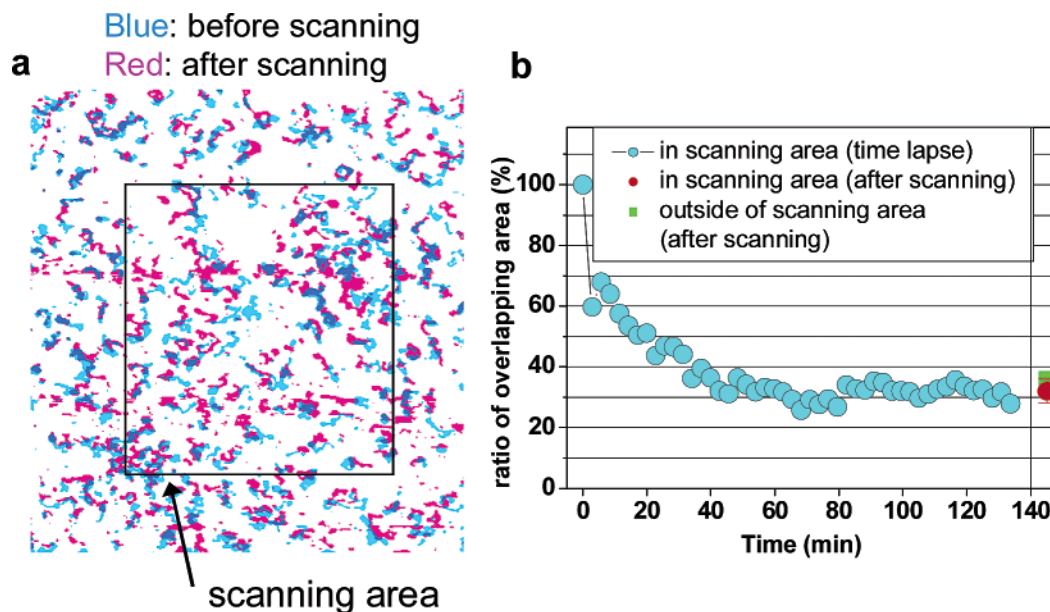 Blue: before scanning
Red: after scanning
a
scanning area
b
in scanning area (time lapse)
in scanning area (after scanning)
outside of scanning area
(after scanning)
ratio of overlapping area (%)
100
80
60
40
20
0
0 20 40 60 80 100 120 140
Time (min)